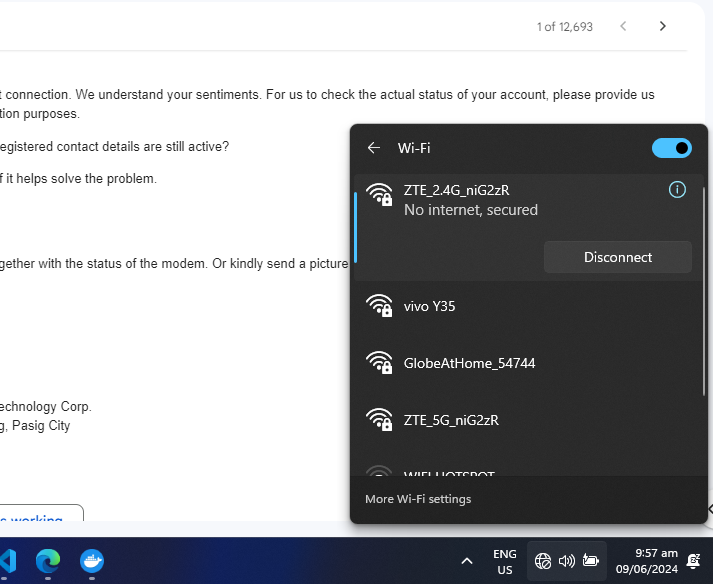 1 of 12,693
connection. We understand your sentiments. For us to check the actual status of your account, please provide us
tion purposes.
egistered contact details are still active?
f it helps solve the problem.
gether with the status of the modem. Or kindly send a picture
echnology Corp.
g, Pasig City
s working
Wi-Fi
ZTE_2.4G_niG2zR
No internet, secured
Disconnect
vivo Y35
GlobeAtHome_54744
ZTE_5G_niG2zR
WIFI HOTSPOT
More Wi-Fi settings
ENG
US
9:57 am
09/06/2024